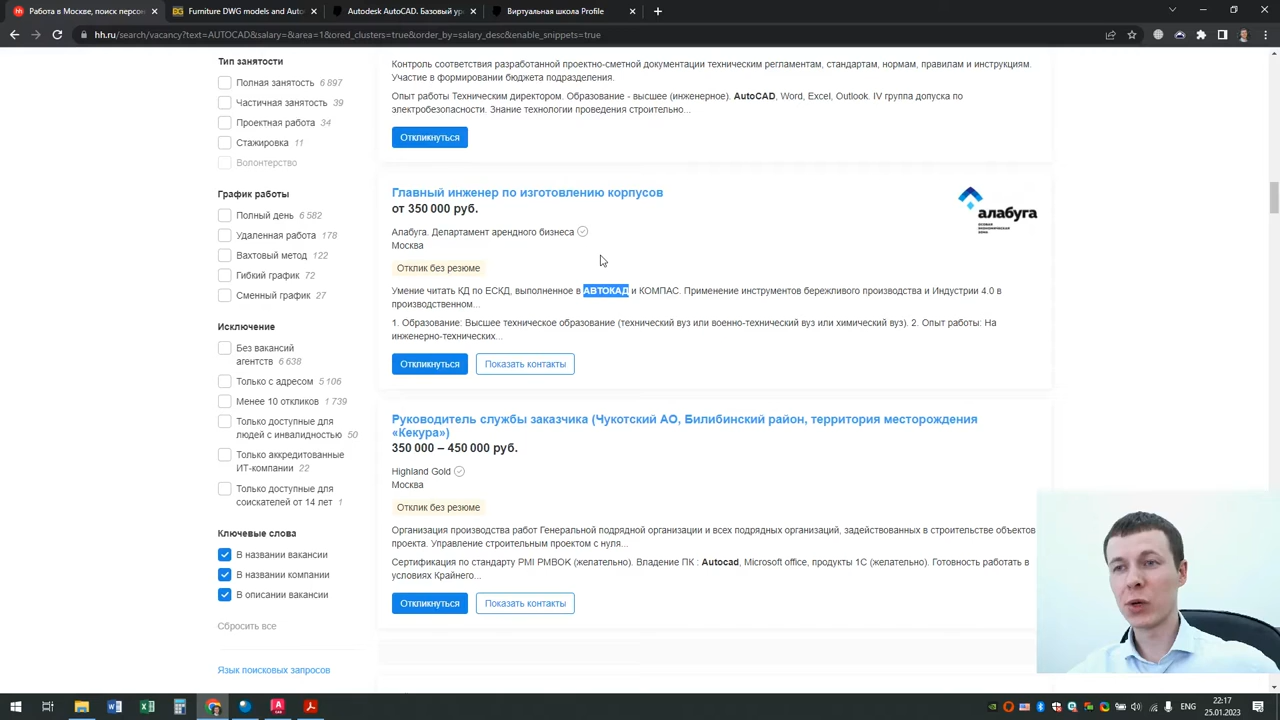 Работа в Москве, поиск персон
Furniture DWG models and Auto
Autodesk AutoCAD. Базовый уро
Виртуальная школа Profile
hh.ru/search/vacancy?text=AUTOCAD&salary=&area=1&ored_clusters=true&order_by=salary_desc&enable_snippets=true
Тип занятости
Полная занятость 6 897
Частичная занятость 39
Проектная работа 34
Стажировка 11
Волонтерство
График работы
Полный день 6 582
Удаленная работа 178
Вахтовый метод 122
Гибкий график 72
Сменный график 27
Исключение
Без вакансий
агентств 6 638
Только с адресом 5 106
Менее 10 откликов 1 739
Только доступные для
людей с инвалидностью 50
Только аккредитованные
ИТ-компании 22
Только доступные для
соискателей от 14 лет 1
Ключевые слова
В названии вакансии
В названии компании
В описании вакансии
Сбросить все
Язык поисковых запросов
Контроль соответствия разработанной проектно-сметной документации техническим регламентам, стандартам, нормам, правилам и инструкциям.
Участие в формировании бюджета подразделения.
Опыт работы Техническим директором. Образование - высшее (инженерное). AutoCAD, Word, Excel, Outlook. IV группа допуска по
электробезопасности. Знание технологии проведения строительно...
Откликнуться
Главный инженер по изготовлению корпусов
от 350 000 руб.
алабуга
Алабуга. Департамент арендного бизнеса
Москва
Отклик без резюме
Умение читать КД по ЕСКД, выполненное в АВТОКАД и КОМПАС. Применение инструментов бережливого производства и Индустрии 4.0 в
производственном...
1. Образование: Высшее техническое образование (технический вуз или военно-технический вуз или химический вуз). 2. Опыт работы: На
инженерно-технических...
Откликнуться Показать контакты
Руководитель службы заказчика (Чукотский АО, Билибинский район, территория месторождения
«Кекура»)
350 000 – 450 000 руб.
Highland Gold
Москва
Отклик без резюме
Организация производства работ Генеральной подрядной организации и всех подрядных организаций, задействованных в строительстве объектов
проекта. Управление строительным проектом с нуля...
Сертификация по стандарту PMI PMBOK (желательно). Владение ПК : Autocad, Microsoft office, продукты 1С (желательно). Готовность работать в
условиях Крайнего...
Откликнуться Показать контакты
22:17
25.01.2023